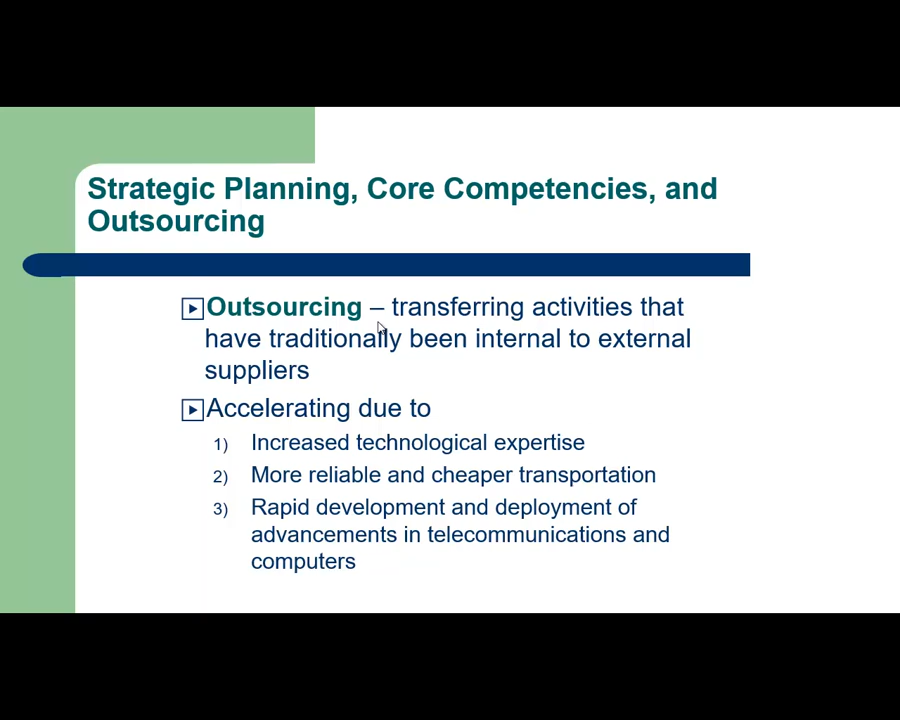 Strategic Planning, Core Competencies, and
Outsourcing
Outsourcing – transferring activities that
have traditionally been internal to external
suppliers
Accelerating due to
1) Increased technological expertise
2) More reliable and cheaper transportation
3) Rapid development and deployment of
advancements in telecommunications and
computers